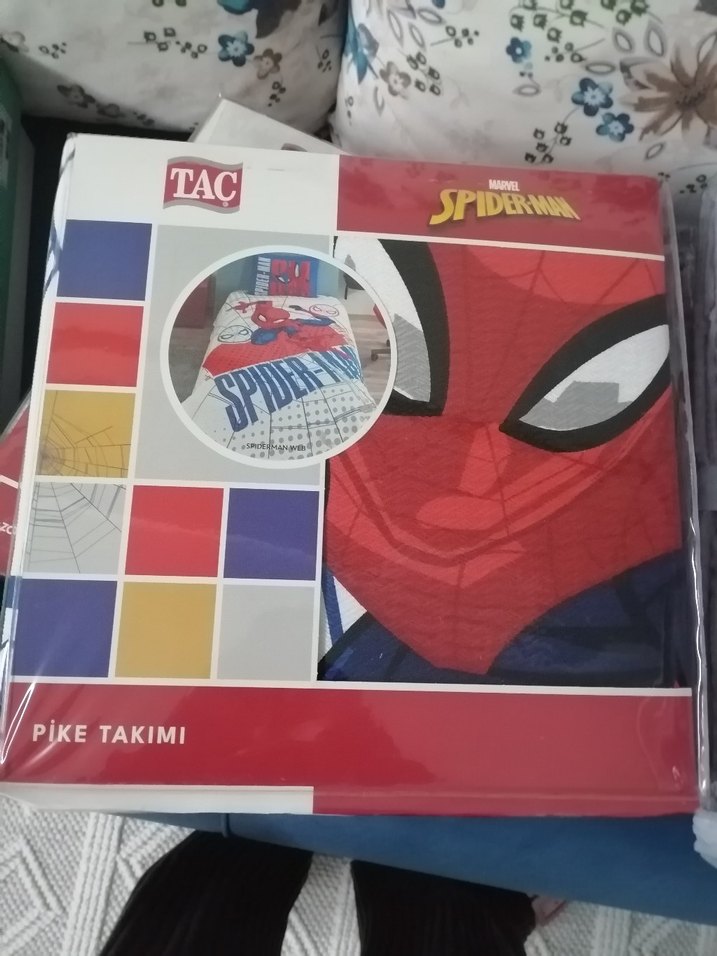 TAÇ
MARVEL
SPIDER-MAN
SPIDER-MAN
SPIDER-MAN
SPIDERMAN WEB
PİKE TAKIMI